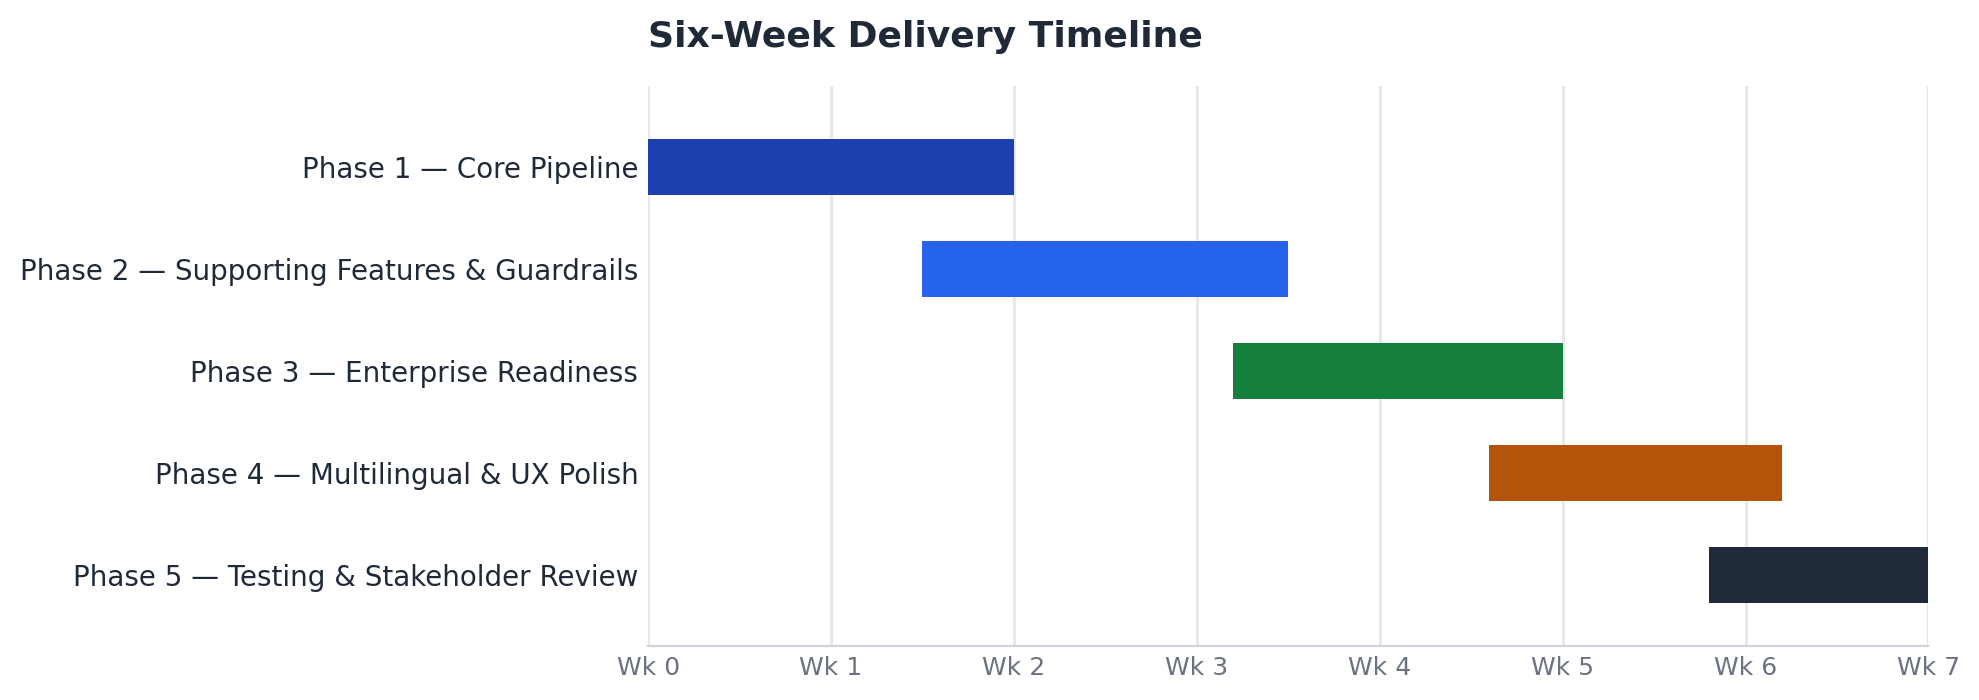 Six-Week Delivery Timeline
Phase 1 — Core Pipeline
Phase 2 — Supporting Features & Guardrails
Phase 3 — Enterprise Readiness
Phase 4 — Multilingual & UX Polish
Phase 5 — Testing & Stakeholder Review
Wk 0 Wk 1 Wk 2 Wk 3 Wk 4 Wk 5 Wk 6 Wk 7